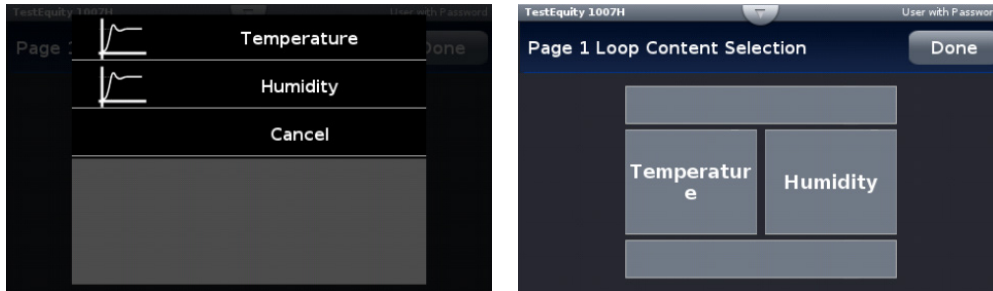 TestEquity 1007H User with Password
Page 1 Done
Temperature
Humidity
Cancel
TestEquity 1007H User with Passwor
Page 1 Loop Content Selection Done
Temperatur
e
Humidity